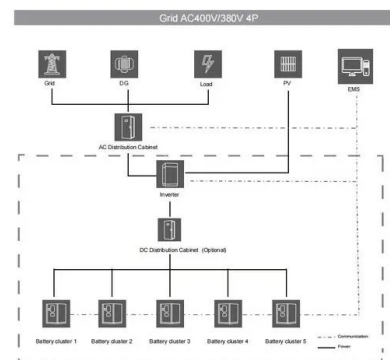 Grid AC400V/380V 4P
Grid
DG
Load
PV
EMS
AC Distribution Cabinet
Inverter
DC Distribution Cabinet (Optional)
Battery cluster 1
Battery cluster 2
Battery cluster 3
Battery cluster 4
Battery cluster 5
Communication
Power